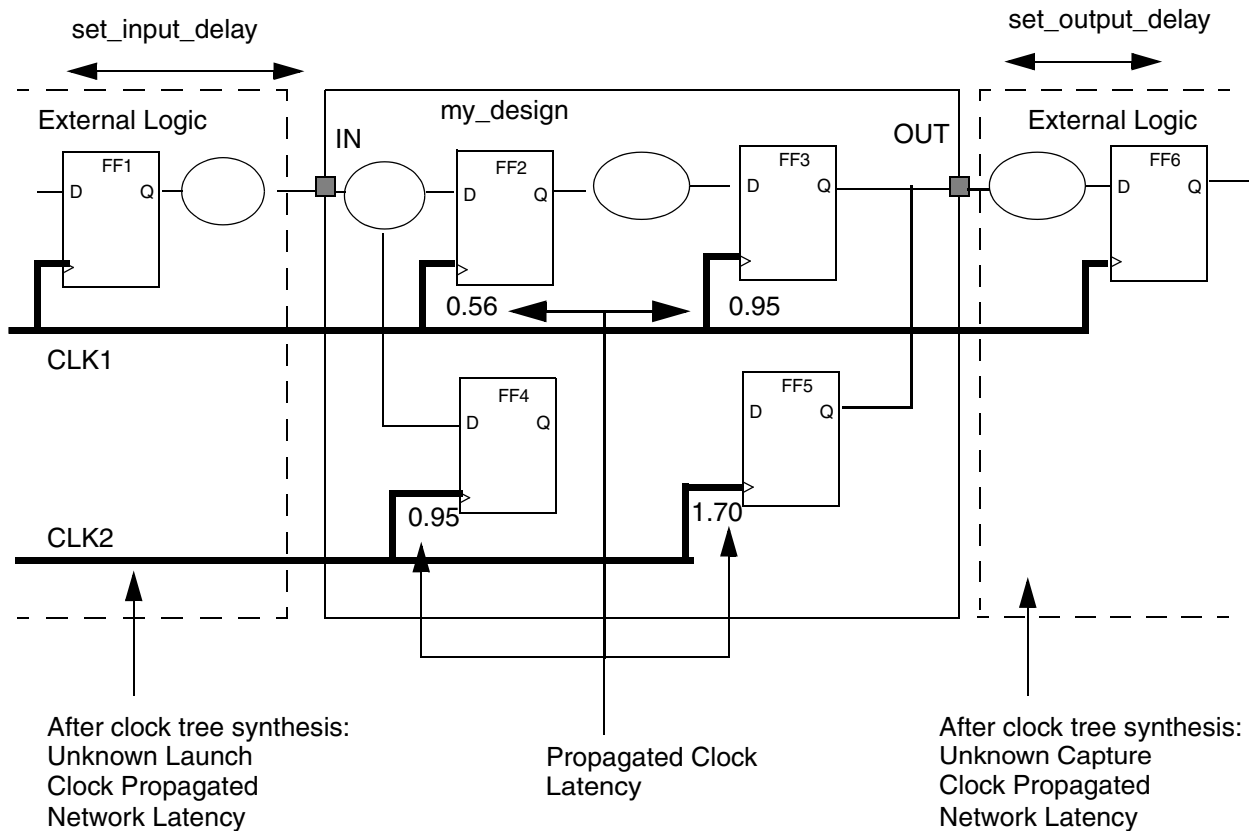 set_input_delay
set_output_delay
External Logic
my_design
External Logic
IN
OUT
FF1
D Q
FF2
D Q
FF3
D Q
FF6
D Q
0.56
0.95
CLK1
FF4
D Q
FF5
D Q
0.95
1.70
CLK2
After clock tree synthesis:
Unknown Launch
Clock Propagated
Network Latency
Propagated Clock
Latency
After clock tree synthesis:
Unknown Capture
Clock Propagated
Network Latency